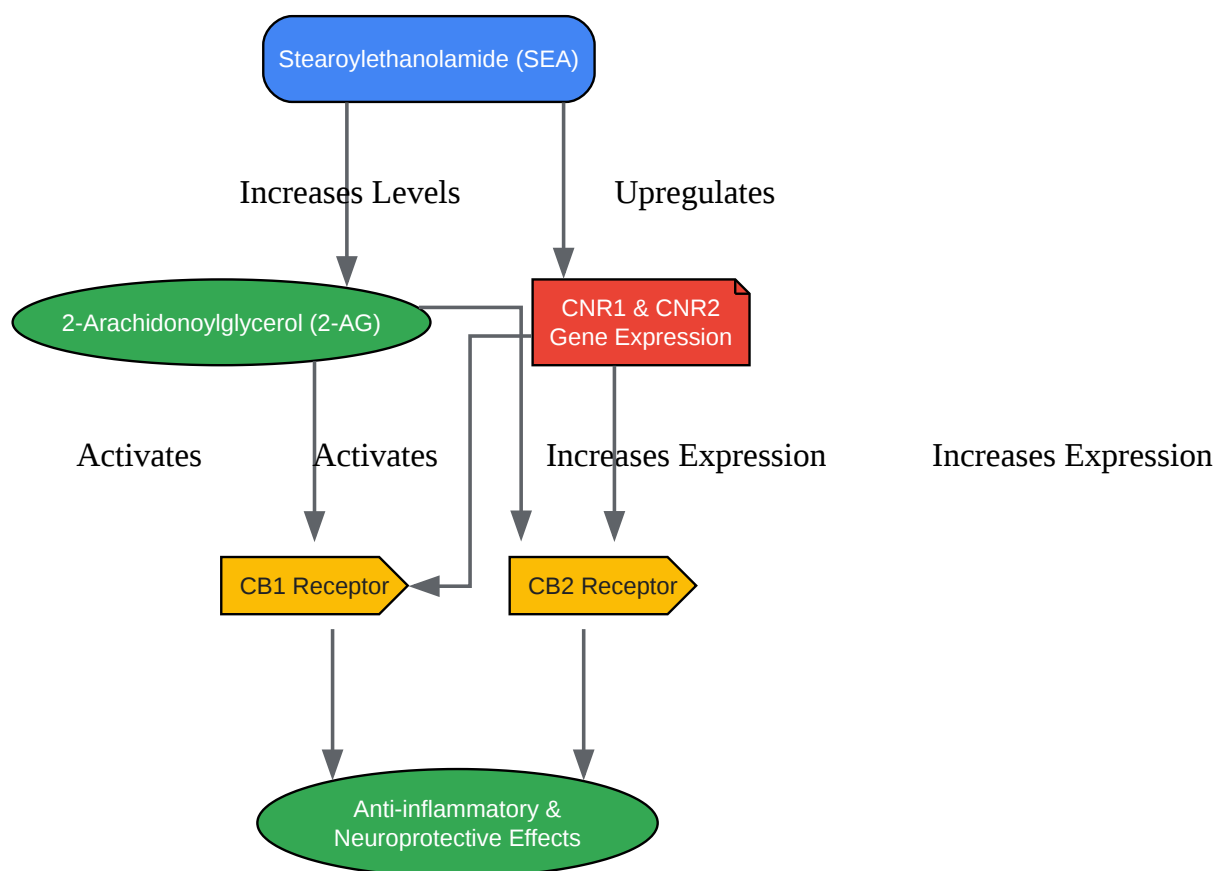 Stearoylethanolamide (SEA)
Increases Levels
Upregulates
2-Arachidonoylglycerol (2-AG)
CNR1 & CNR2
Gene Expression
Activates
Activates
Increases Expression
Increases Expression
CB1 Receptor
CB2 Receptor
Anti-inflammatory &
Neuroprotective Effects